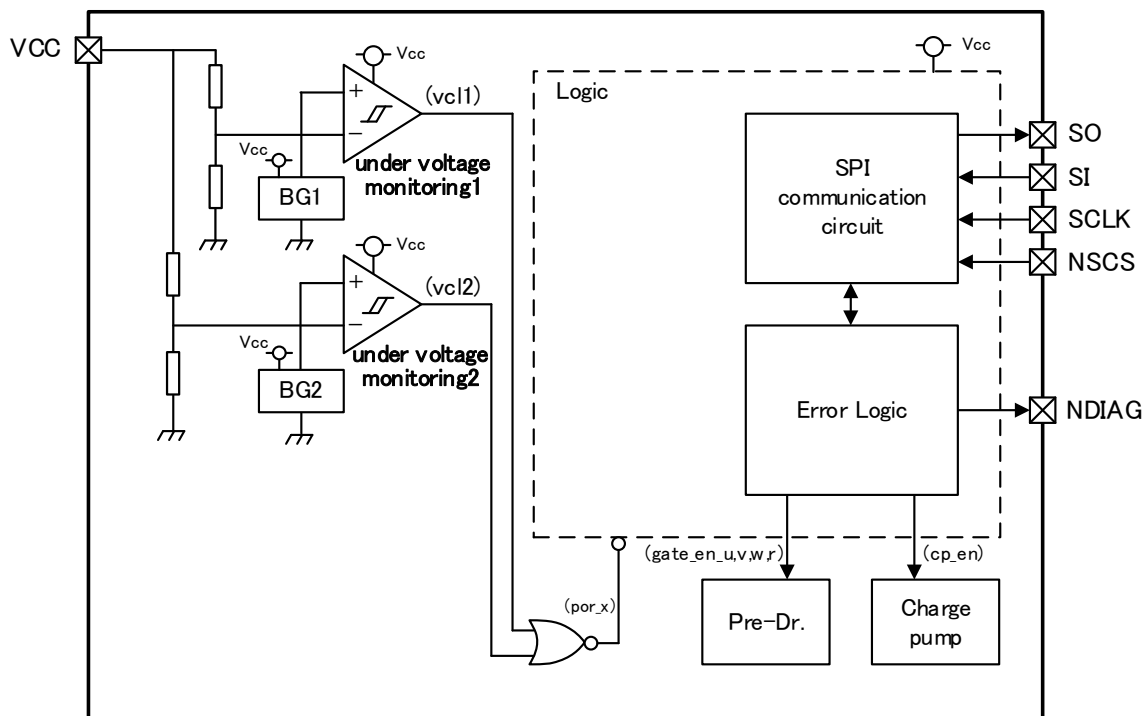 VCC
Vcc
Vcc
(vcl1)
Logic
+
−
SO
Vcc
under voltage
monitoring1
SPI
communication
circuit
SI
BG1
SCLK
Vcc
NSCS
+
(vcl2)
−
Vcc
under voltage
monitoring2
BG2
Error Logic
NDIAG
(gate_en_u,v,w,r)
(cp_en)
(por_x)
Pre-Dr.
Charge
pump